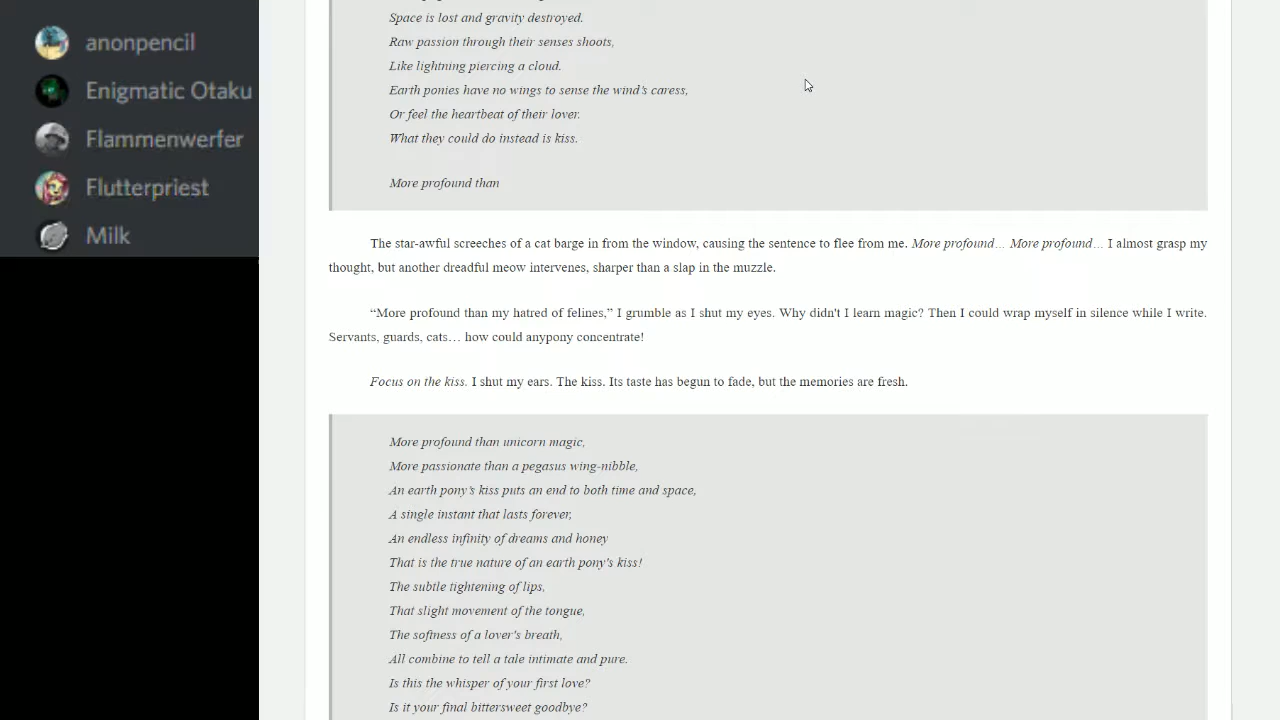 anonpencil
Enigmatic Otaku
Flammenwerfer
Flutterpriest
Milk
Space is lost and gravity destroyed.
Raw passion through their senses shoots,
Like lightning piercing a cloud.
Earth ponies have no wings to sense the wind's caress,
Or feel the heartbeat of their lover.
What they could do instead is kiss.
More profound than
The star-awful screeches of a cat barge in from the window, causing the sentence to flee from me. More profound… More profound… I almost grasp my
thought, but another dreadful meow intervenes, sharper than a slap in the muzzle.
“More profound than my hatred of felines,” I grumble as I shut my eyes. Why didn't I learn magic? Then I could wrap myself in silence while I write.
Servants, guards, cats… how could anypony concentrate!
Focus on the kiss. I shut my ears. The kiss. Its taste has begun to fade, but the memories are fresh.
More profound than unicorn magic,
More passionate than a pegasus wing-nibble,
An earth pony's kiss puts an end to both time and space,
A single instant that lasts forever,
An endless infinity of dreams and honey
That is the true nature of an earth pony's kiss!
The subtle tightening of lips,
That slight movement of the tongue,
The softness of a lover's breath,
All combine to tell a tale intimate and pure.
Is this the whisper of your first love?
Is it your final bittersweet goodbye?